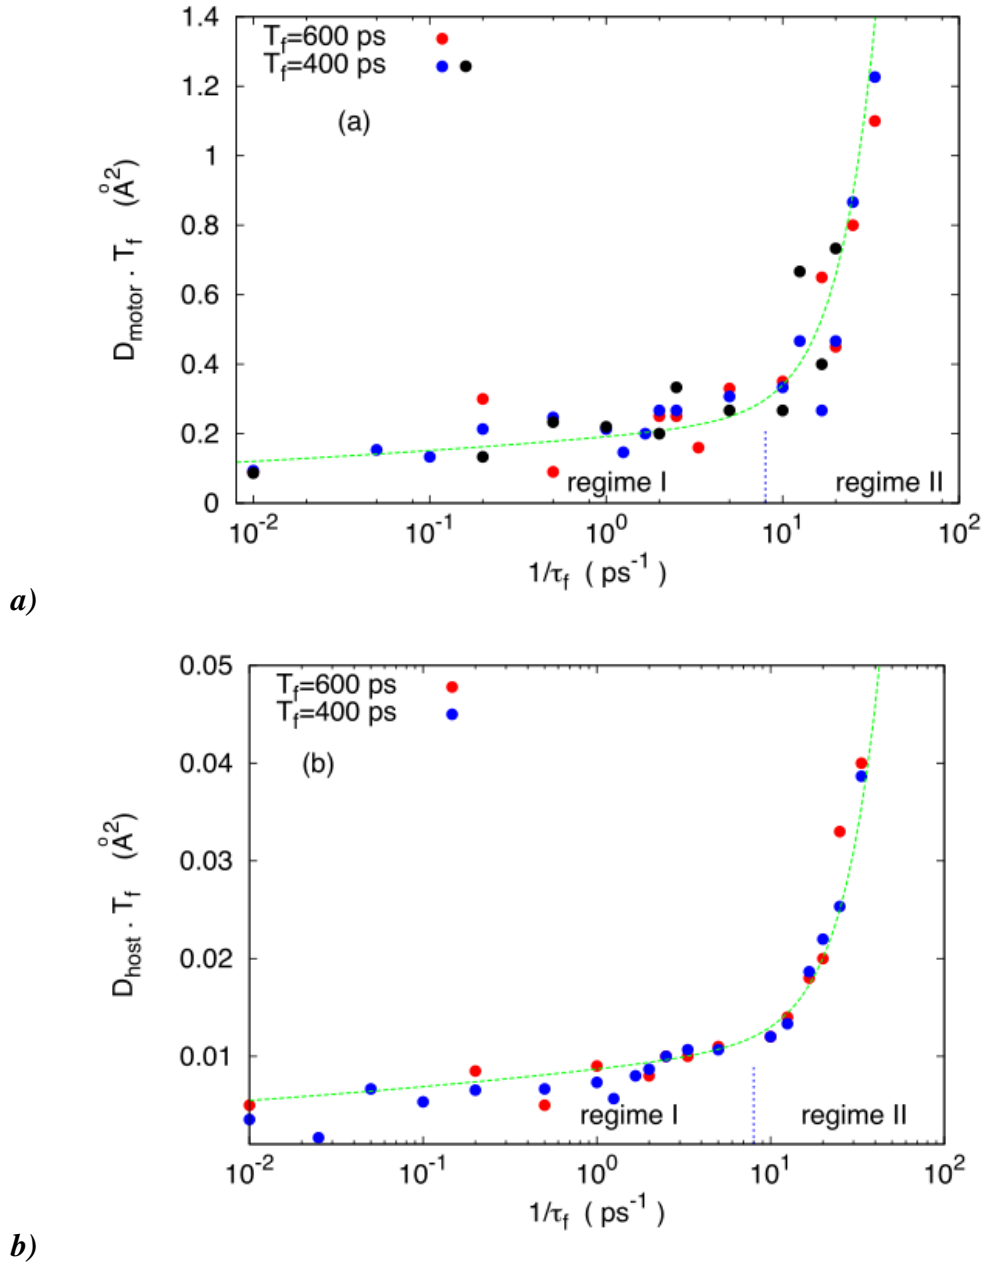 1.4
T_f=600 ps
T_f=400 ps
1.2
(a)
1
D_motor · T_f (Å^2)
0.8
0.6
0.4
0.2
regime I regime II
0
10^-2 10^-1 10^0 10^1 10^2
1/τ_f ( ps^-1 )
a)
0.05
T_f=600 ps
T_f=400 ps
(b)
0.04
D_host · T_f (Å^2)
0.03
0.02
0.01
regime I regime II
10^-2 10^-1 10^0 10^1 10^2
1/τ_f ( ps^-1 )
b)